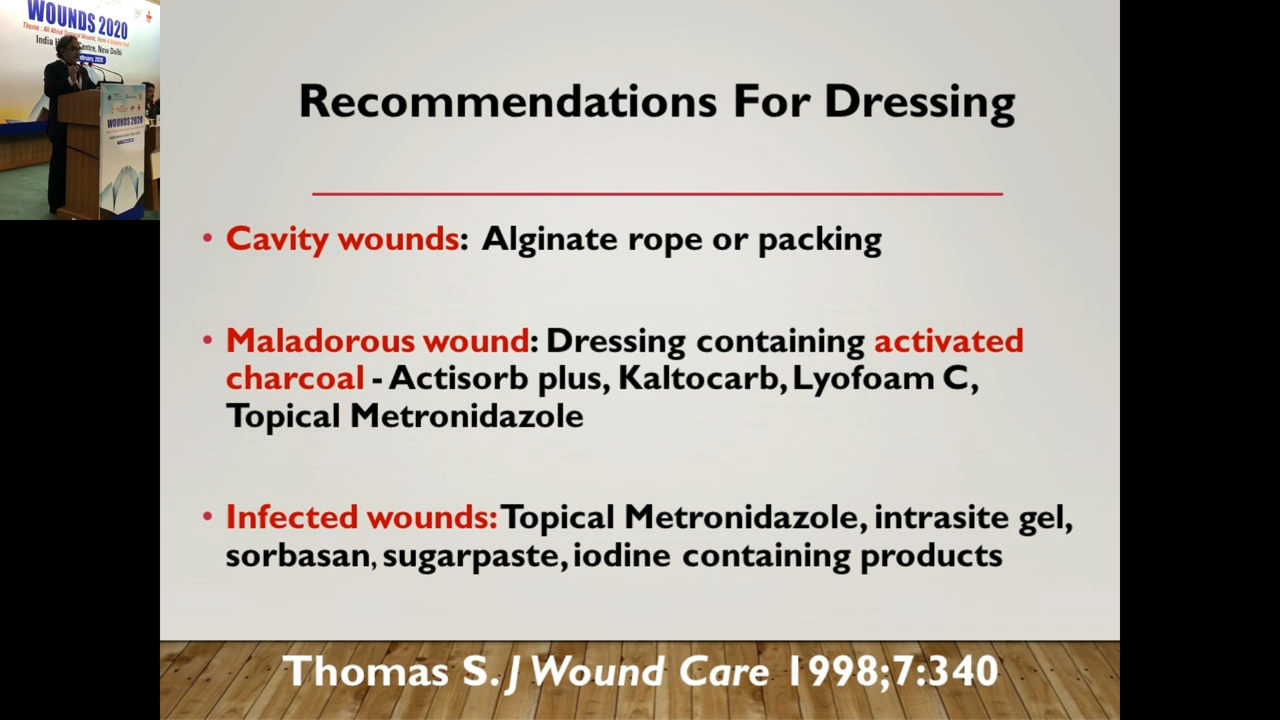 WOUNDS 2020
Recommendations For Dressing
• Cavity wounds: Alginate rope or packing
• Maladorous wound: Dressing containing activated
charcoal - Actisorb plus, Kaltocarb, Lyofoam C,
Topical Metronidazole
• Infected wounds: Topical Metronidazole, intrasite gel,
sorbasan, sugarpaste, iodine containing products
Thomas S. J Wound Care 1998;7:340
WOUNDS 2020